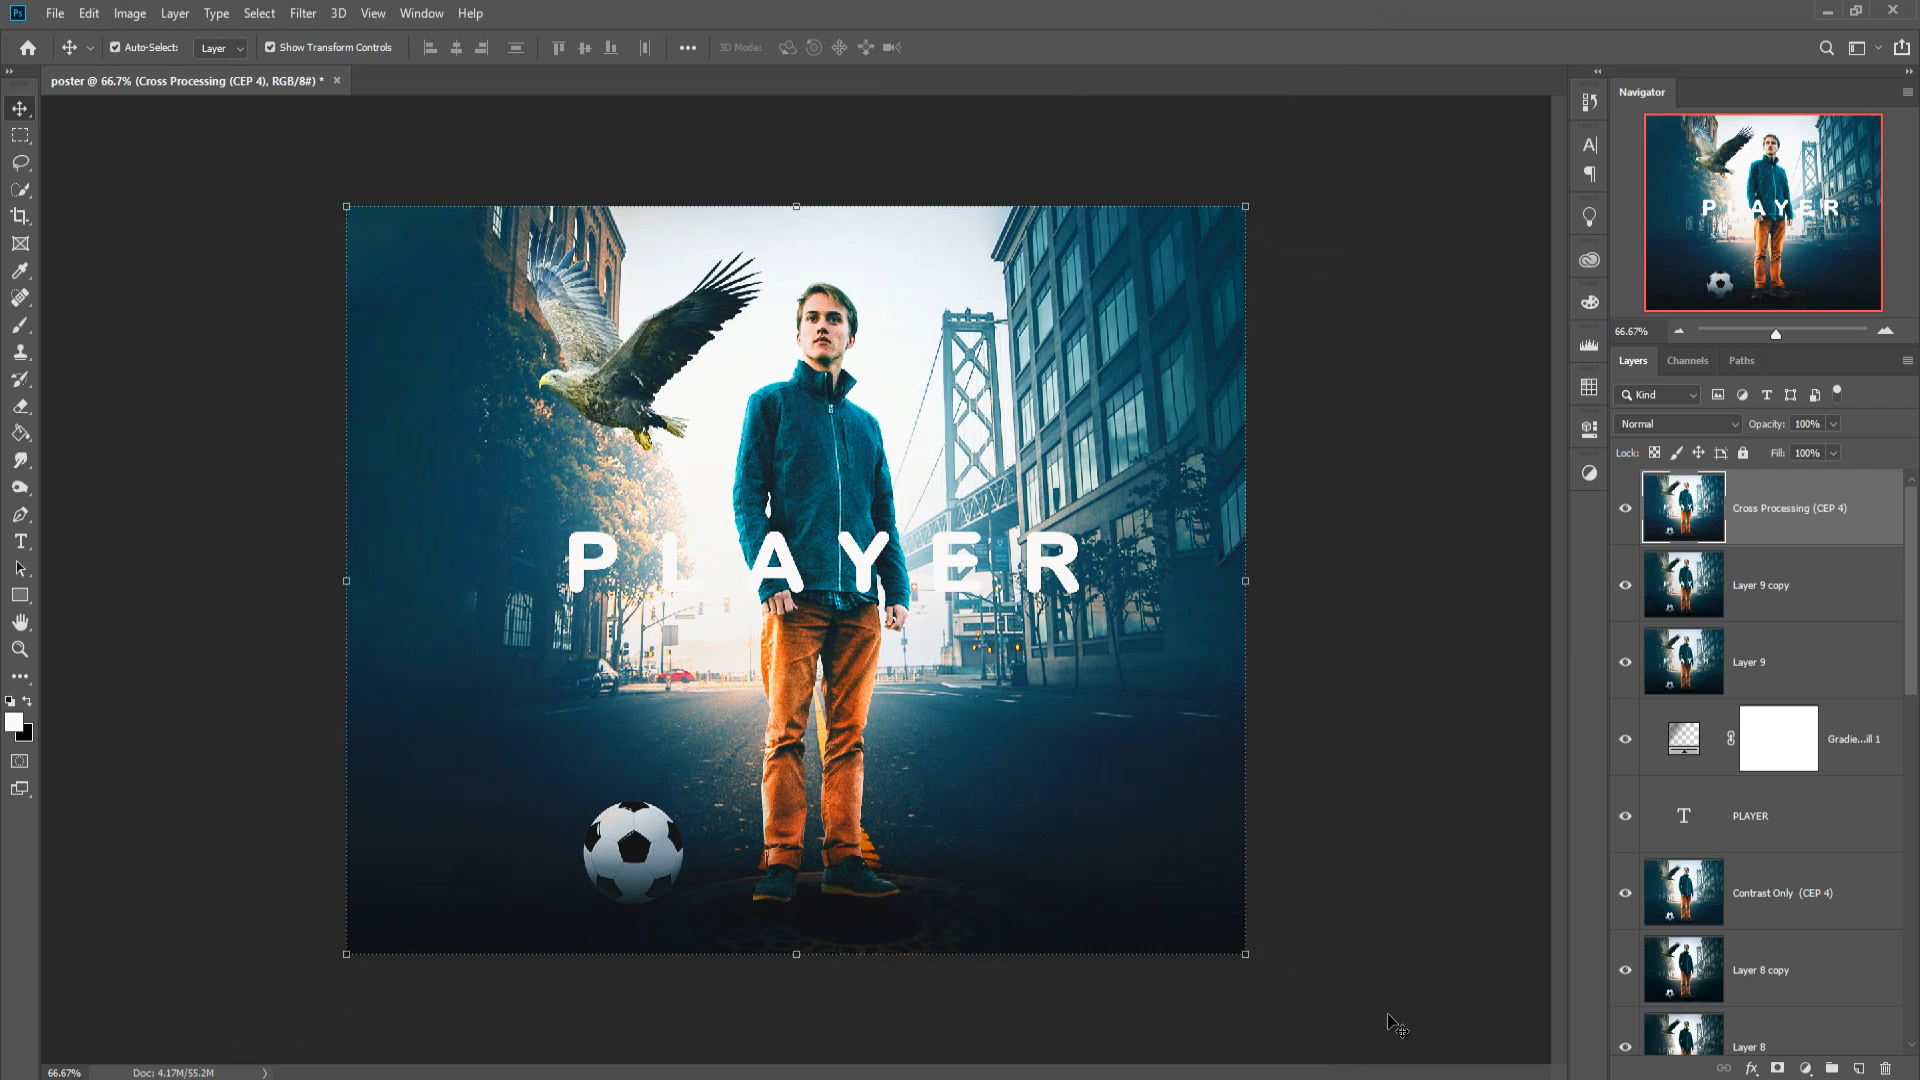 Ps File Edit Image Layer Type Select Filter 3D View Window Help
Auto-Select: Layer Show Transform Controls 3D Mode:
poster @ 66.7% (Cross Processing (CEP 4), RGB/8#) *
Navigator
PLAYER
66.67%
Layers Channels Paths
Kind
Normal Opacity: 100%
Lock: Fill: 100%
Cross Processing (CEP 4)
Layer 9 copy
Layer 9
Gradie...ill 1
PLAYER
Contrast Only (CEP 4)
Layer 8 copy
Layer 8
P L A Y E R
66.67% Doc: 4.17M/55.2M